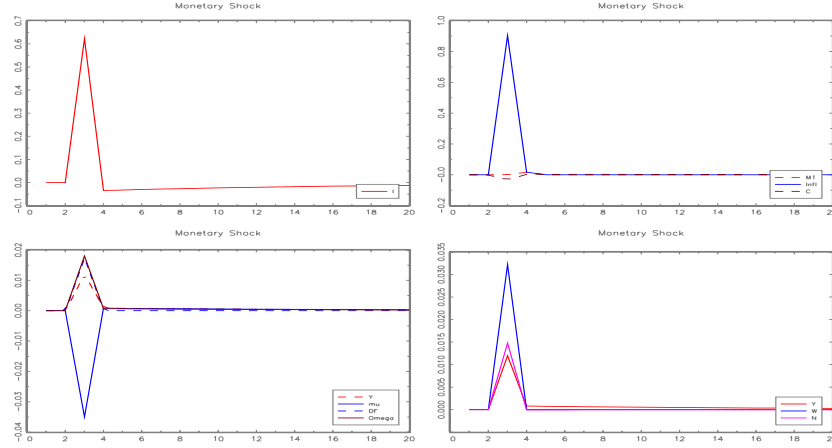 Monetary Shock
0.7
0.6
0.5
0.4
0.3
0.2
0.1
0.0
−0.1
0 2 4 6 8 10 12 14 16 18 20
I
Monetary Shock
1.0
0.8
0.6
0.4
0.2
−0.0
−0.2
0 2 4 6 8 10 12 14 16 18 20
M1
Infl
C
Monetary Shock
0.02
0.01
0.00
−0.01
−0.02
−0.03
−0.04
0 2 4 6 8 10 12 14 16 18 20
Y
mu
DF
Omega
Monetary Shock
0.035
0.030
0.025
0.020
0.015
0.010
0.005
0.000
0 2 4 6 8 10 12 14 16 18 20
Y
W
N